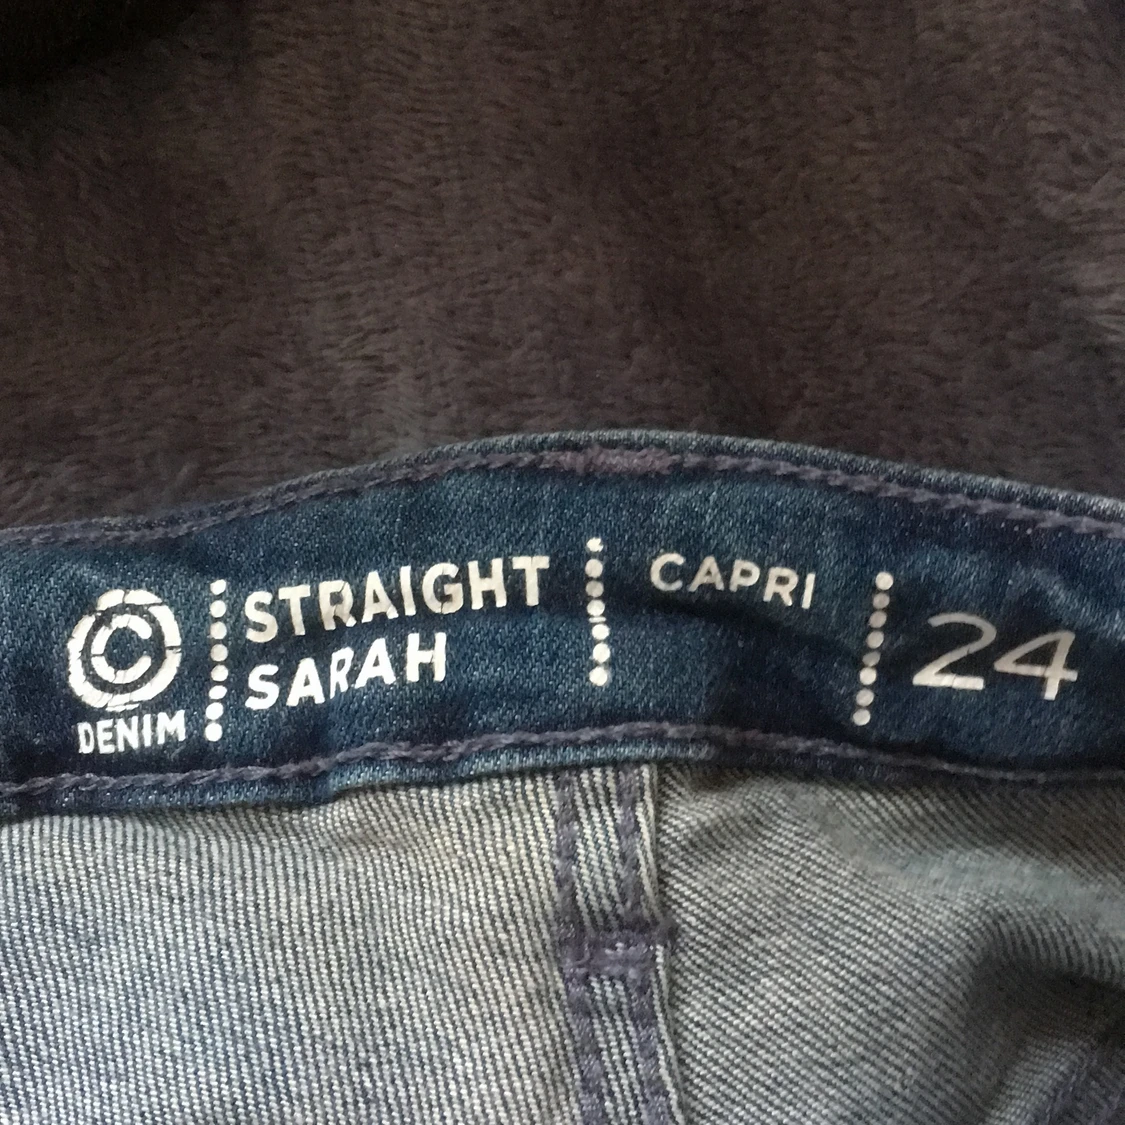 ©
DENIM
STRAIGHT
SARAH
CAPRI
24